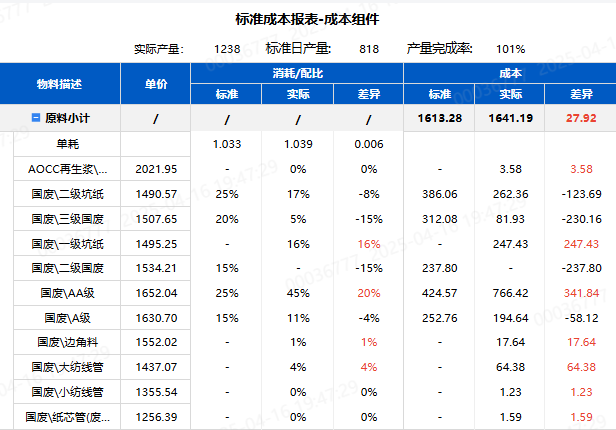 标准成本报表-成本组件
实际产量: 1238 标准日产量: 818 产量完成率: 101%
物料描述 单价 消耗/配比 成本
标准 实际 差异 标准 实际 差异
原料小计 / / / / 1613.28 1641.19 27.92
单耗 1.033 1.039 0.006
AOCC再生浆\... 2021.95 - 0% 0% - 3.58 3.58
国废\二级坑纸 1490.57 25% 17% -8% 386.06 262.36 -123.69
国废\三级国废 1507.65 20% 5% -15% 312.08 81.93 -230.16
国废\一级坑纸 1495.25 - 16% 16% - 247.43 247.43
国废\二级国废 1534.21 15% - -15% 237.80 - -237.80
国废\AA级 1652.04 25% 45% 20% 424.57 766.42 341.84
国废\A级 1630.70 15% 11% -4% 252.76 194.64 -58.12
国废\边角料 1552.02 - 1% 1% - 17.64 17.64
国废\大纺线管 1437.07 - 4% 4% - 64.38 64.38
国废\小纺线管 1355.54 - 0% 0% - 1.23 1.23
国废\纸芯管(废... 1256.39 - 0% 0% - 1.59 1.59